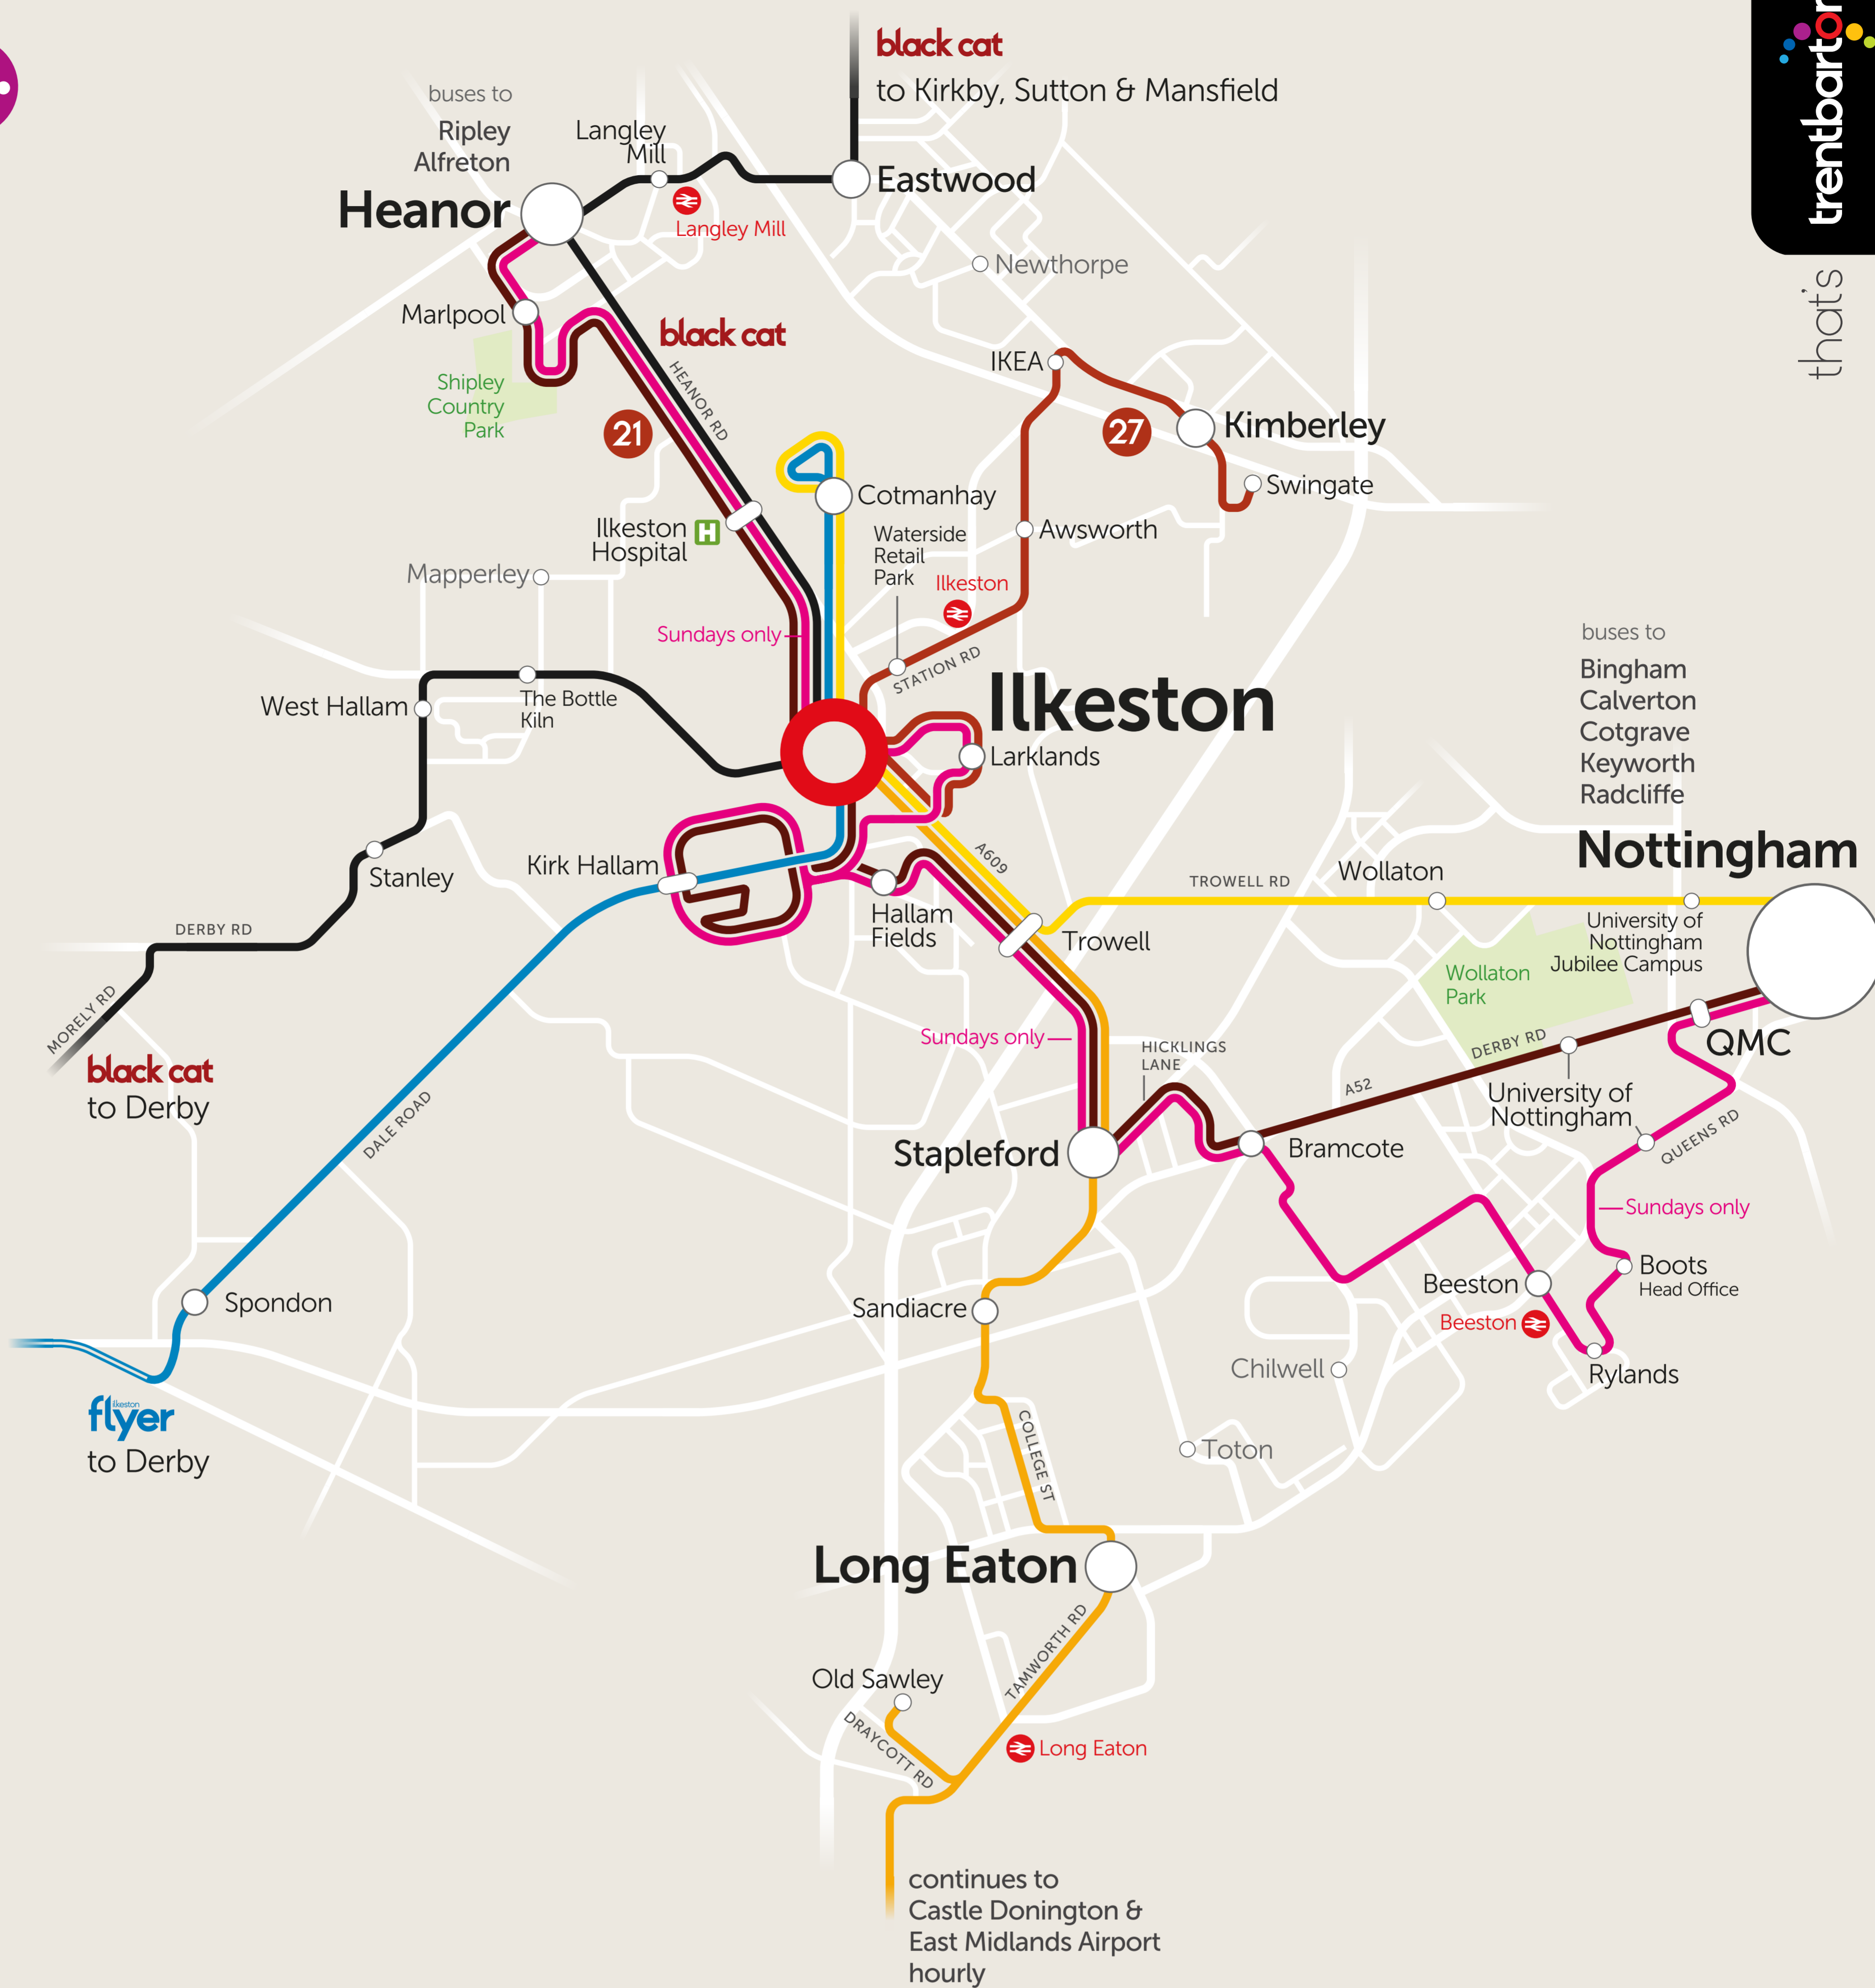 black cat
to Kirkby, Sutton & Mansfield
buses to
Ripley
Alfreton
Langley
Mill
Heanor
Eastwood
Langley Mill
Newthorpe
that's
trentbarton
Marlpool
black cat
HEANOR RD
Shipley
Country
Park
21
IKEA
27
Kimberley
Swingate
Cotmanhay
Ilkeston
Hospital
H
Waterside
Retail
Park
Awsworth
Ilkeston
Mapperley
Sundays only
STATION RD
buses to
Bingham
Calverton
Cotgrave
Keyworth
Radcliffe
West Hallam
The Bottle
Kiln
Ilkeston
Larklands
Kirk Hallam
Stanley
A609
Hallam
Fields
Trowell
TROWELL RD
Wollaton
Nottingham
University of
Nottingham
Jubilee Campus
Wollaton
Park
DERBY RD
MORELY RD
black cat
to Derby
Sundays only
HICKLINGS
LANE
DERBY RD
QMC
A52
University of
Nottingham
QUEENS RD
DALE ROAD
Stapleford
Bramcote
Sundays only
Spondon
Sandiacre
Beeston
Beeston
Boots
Head Office
Chilwell
Rylands
ilkeston
flyer
to Derby
COLLEGE ST
Toton
Long Eaton
TAMWORTH RD
Old Sawley
DRAYCOTT RD
Long Eaton
continues to
Castle Donington &
East Midlands Airport
hourly